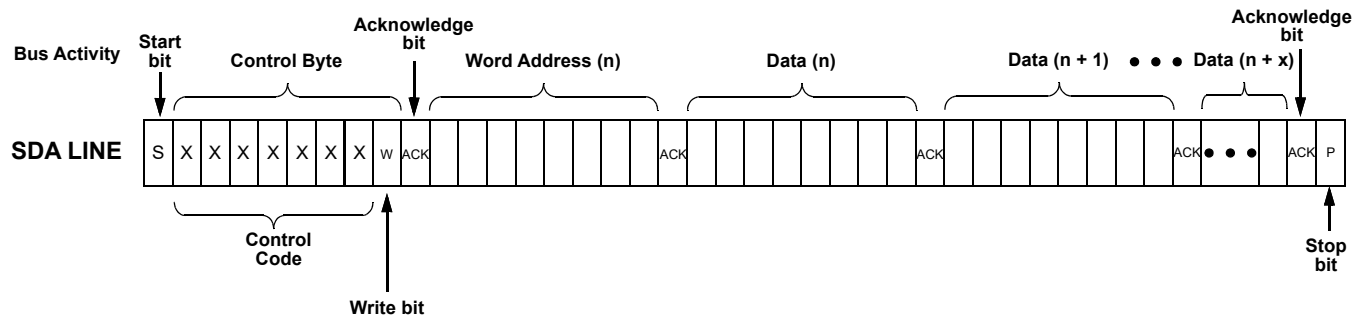 Bus Activity
Start
bit
Control Byte
Acknowledge
bit
Word Address (n)
Data (n)
Data (n + 1) • • • Data (n + x)
Acknowledge
bit
SDA LINE
S X X X X X X X W ACK ACK ACK ACK • • • ACK P
Control
Code
Write bit
Stop
bit